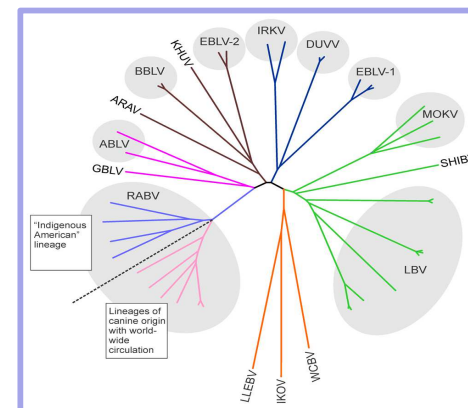 IRKV
DUVV
EBLV-2
KHUV
EBLV-1
BBLV
ARAV
MOKV
ABLV
SHIBV
GBLV
RABV
"Indigenous
American"
lineage
LBV
Lineages of
canine origin
with world-
wide
circulation
LLEBV
IKOV
WCBV